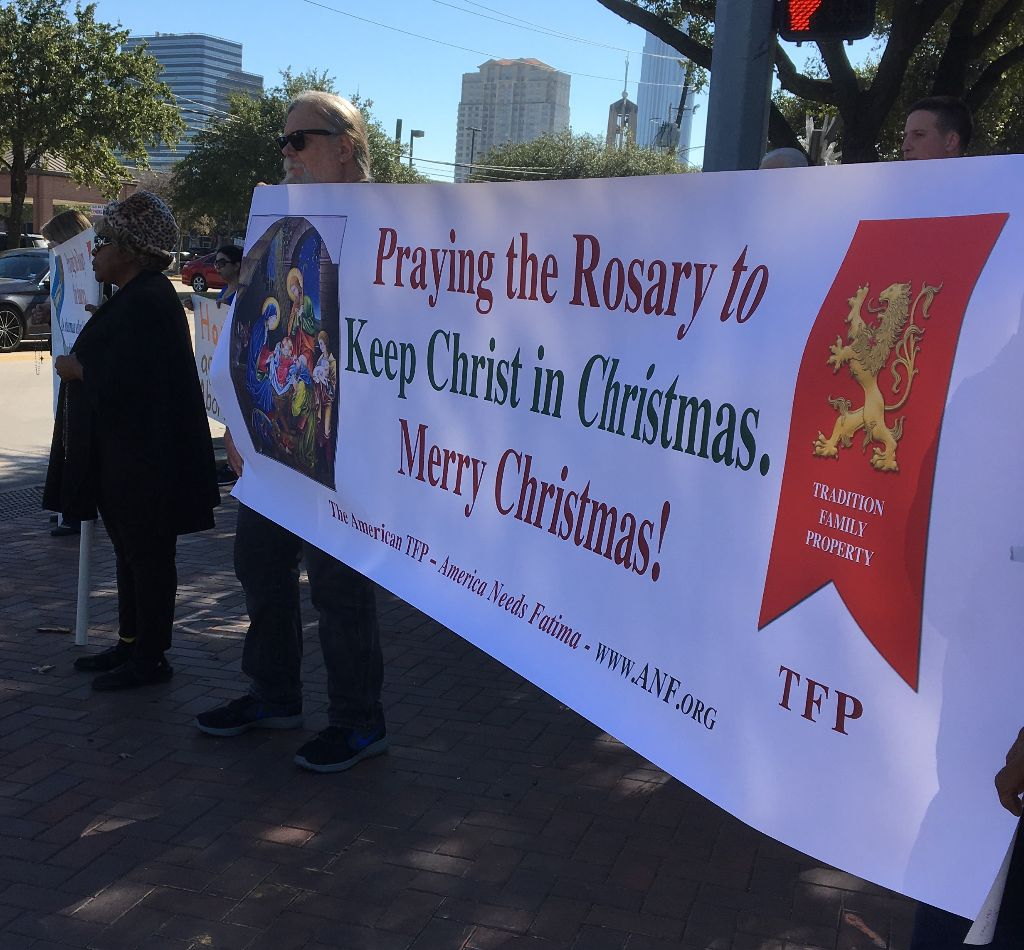 Praying the Rosary to
Keep Christ in Christmas.
Merry Christmas!
The American TFP – America Needs Fatima - WWW.ANF.ORG
TRADITION
FAMILY
PROPERTY
TFP